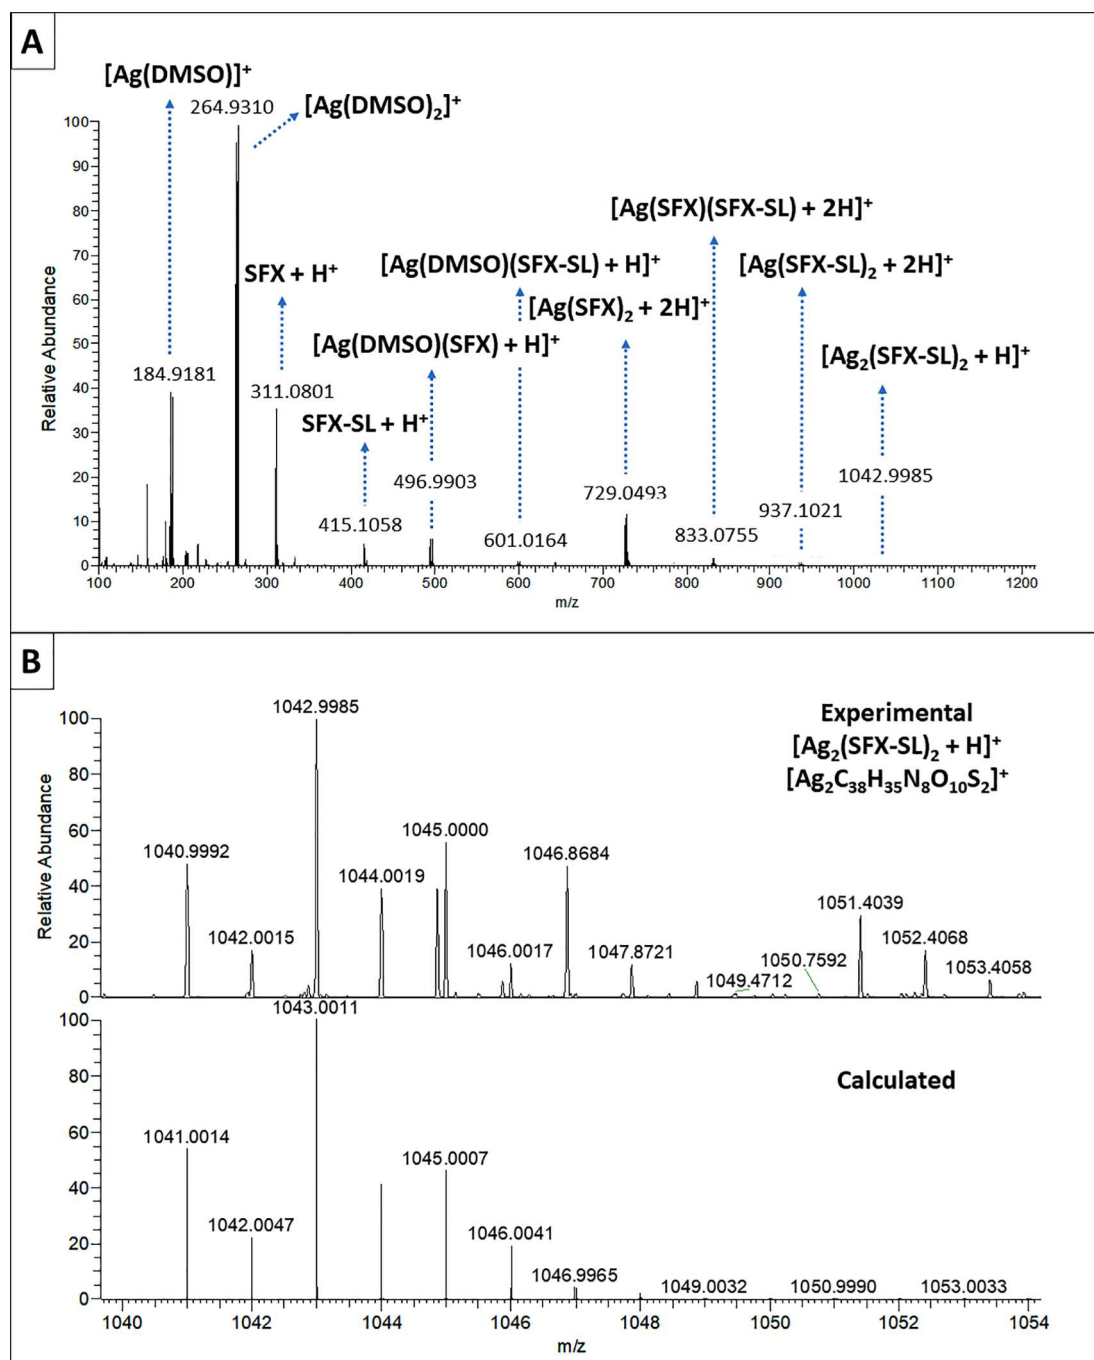 A
[Ag(DMSO)]⁺
264.9310
[Ag(DMSO)₂]⁺
[Ag(SFX)(SFX-SL) + 2H]⁺
SFX + H⁺
[Ag(DMSO)(SFX-SL) + H]⁺
[Ag(SFX-SL)₂ + 2H]⁺
[Ag(SFX)₂ + 2H]⁺
[Ag(DMSO)(SFX) + H]⁺
[Ag₂(SFX-SL)₂ + H]⁺
184.9181
311.0801
SFX-SL + H⁺
496.9903
729.0493
1042.9985
415.1058
601.0164
833.0755
937.1021
Relative Abundance
100
90
80
70
60
50
40
30
20
10
0
100 200 300 400 500 600 700 800 900 1000 1100 1200
m/z
B
1042.9985
Experimental
[Ag₂(SFX-SL)₂ + H]⁺
[Ag₂C₃₈H₃₅N₈O₁₀S₂]⁺
1040.9992
1045.0000
1046.8684
1044.0019
1051.4039
1042.0015
1046.0017
1047.8721
1050.7592
1052.4068
1049.4712
1053.4058
Relative Abundance
100
80
60
40
20
0
1043.0011
Calculated
1041.0014
1045.0007
1042.0047
1046.0041
1046.9965
1049.0032
1050.9990
1053.0033
80
60
40
20
0
1040 1042 1044 1046 1048 1050 1052 1054
m/z